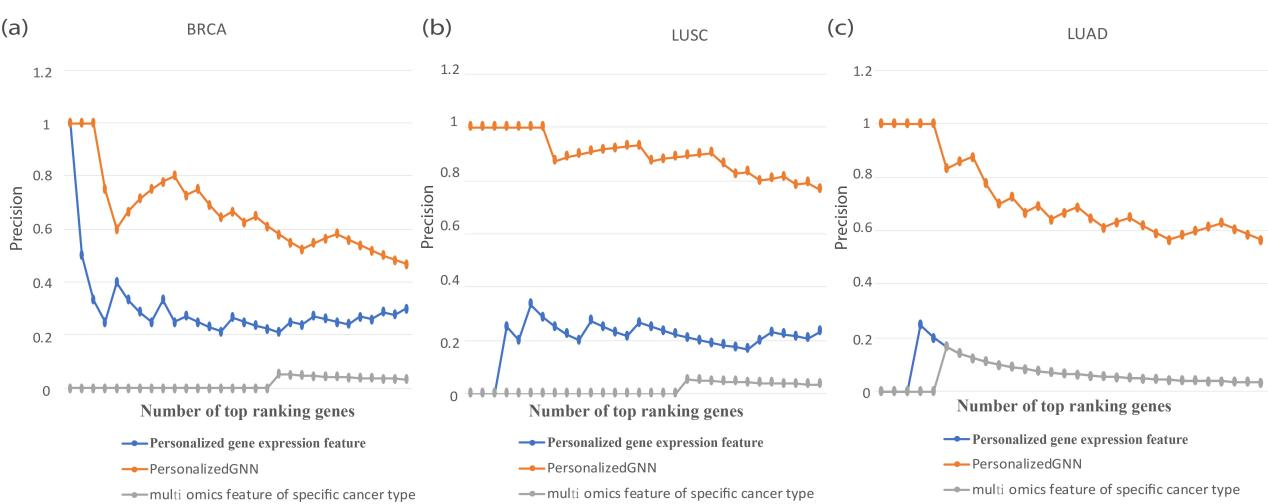 (a)
BRCA
1.2
1
0.8
0.6
0.4
0.2
0
Precision
Number of top ranking genes
Personalized gene expression feature
PersonalizedGNN
multi omics feature of specific cancer type
(b)
LUSC
1.2
1
0.8
0.6
0.4
0.2
0
Precision
Number of top ranking genes
Personalized gene expression feature
PersonalizedGNN
multi omics feature of specific cancer type
(c)
LUAD
1.2
1
0.8
0.6
0.4
0.2
0
Precision
Number of top ranking genes
Personalized gene expression feature
PersonalizedGNN
multi omics feature of specific cancer type